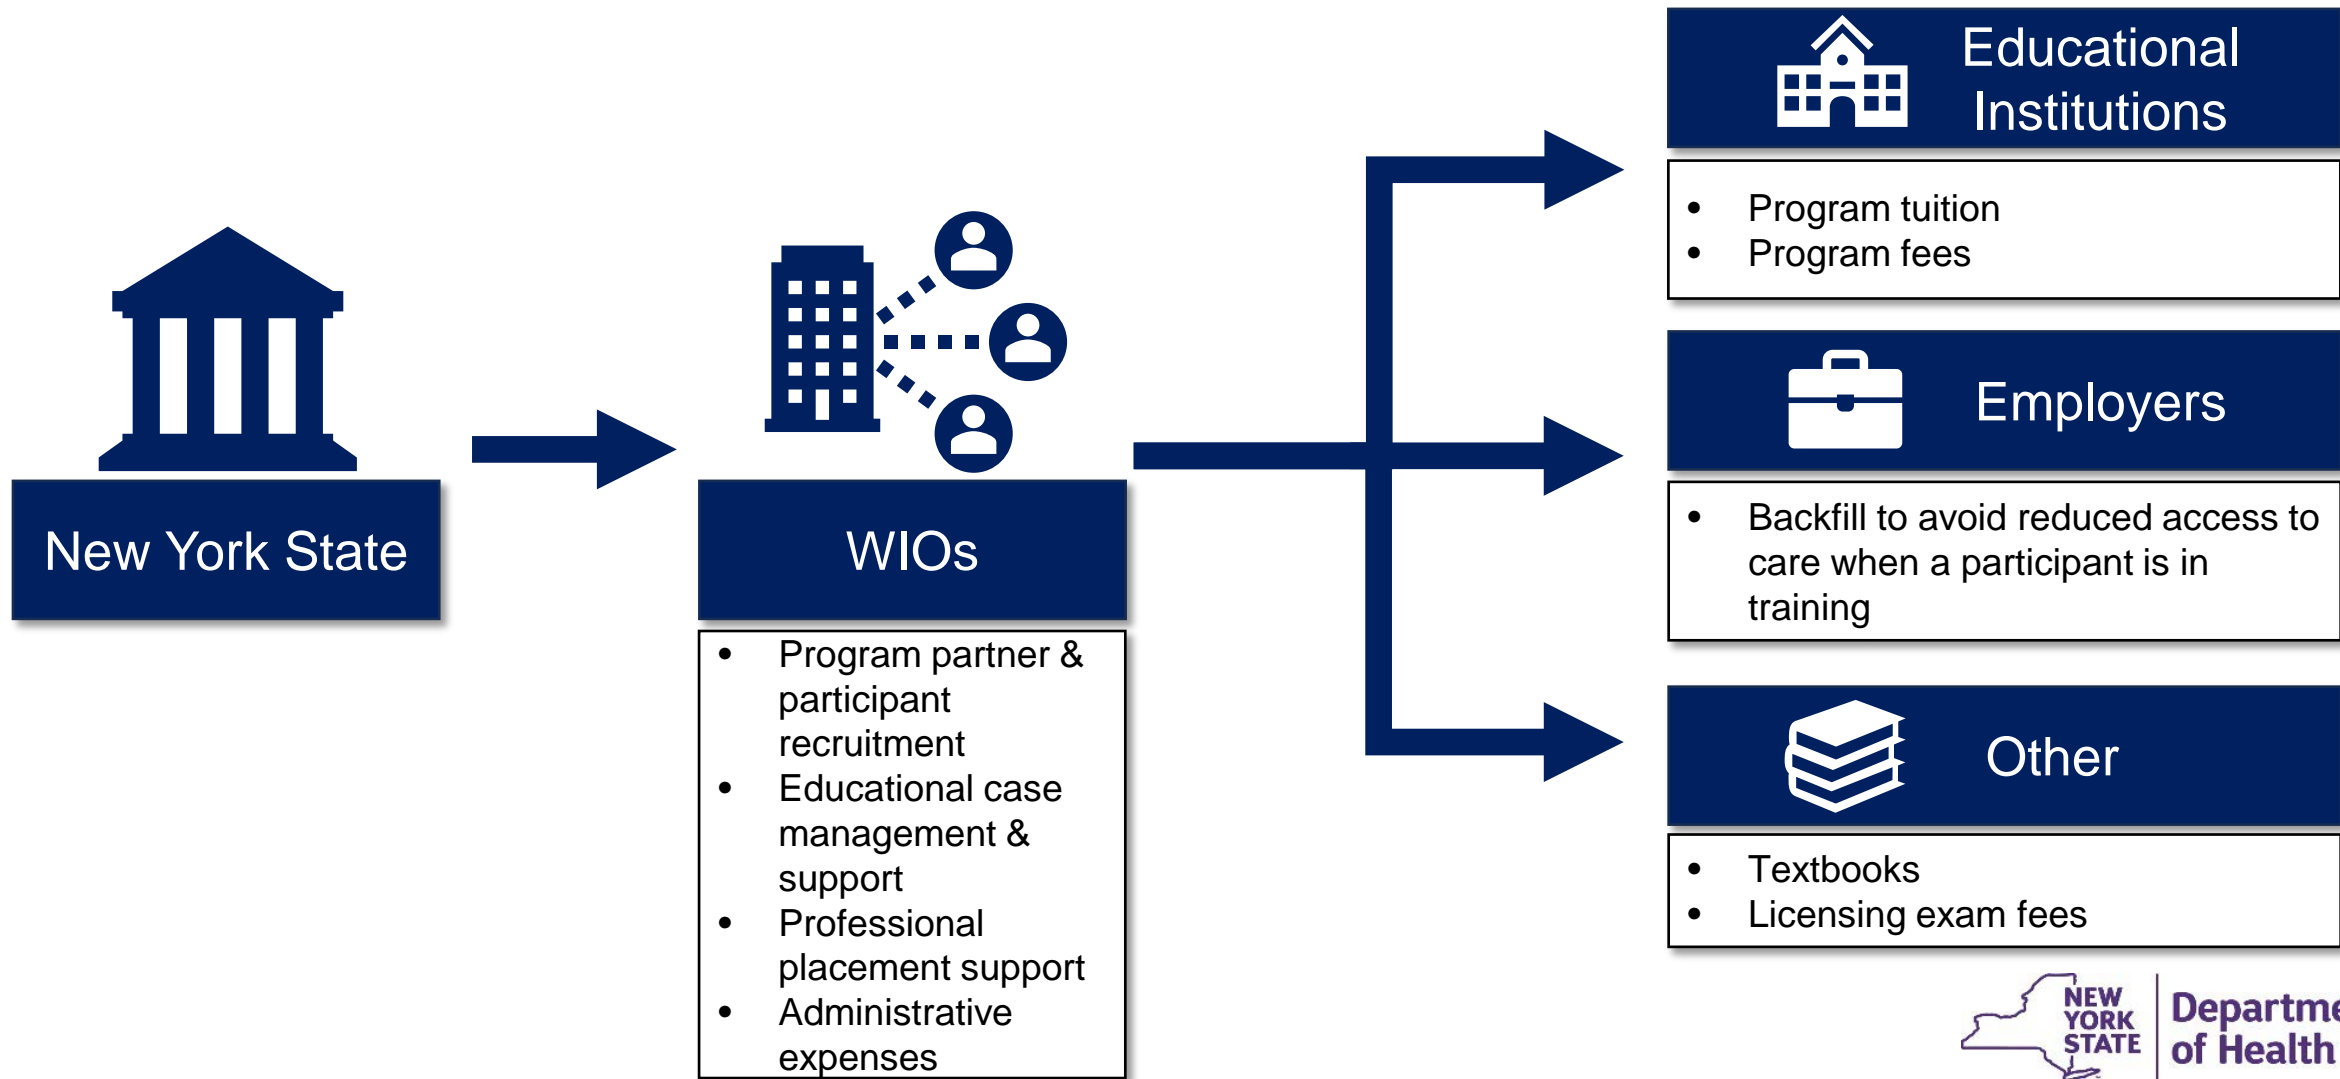 New York State
WIOs
• Program partner &
participant
recruitment
• Educational case
management &
support
• Professional
placement support
• Administrative
expenses
Educational
Institutions
• Program tuition
• Program fees
Employers
• Backfill to avoid reduced access to
care when a participant is in
training
Other
• Textbooks
• Licensing exam fees
NEW
YORK
STATE
of Health